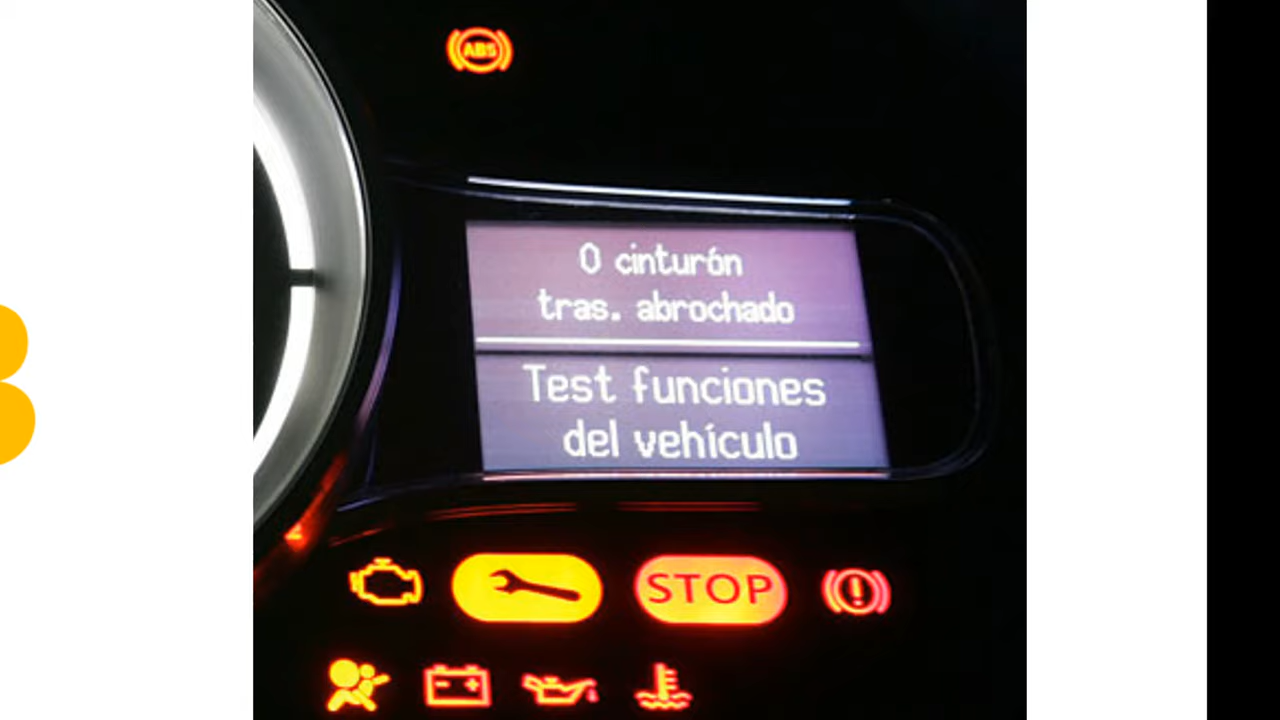 ABS
0 cinturón
tras. abrochado
Test funciones
del vehículo
STOP